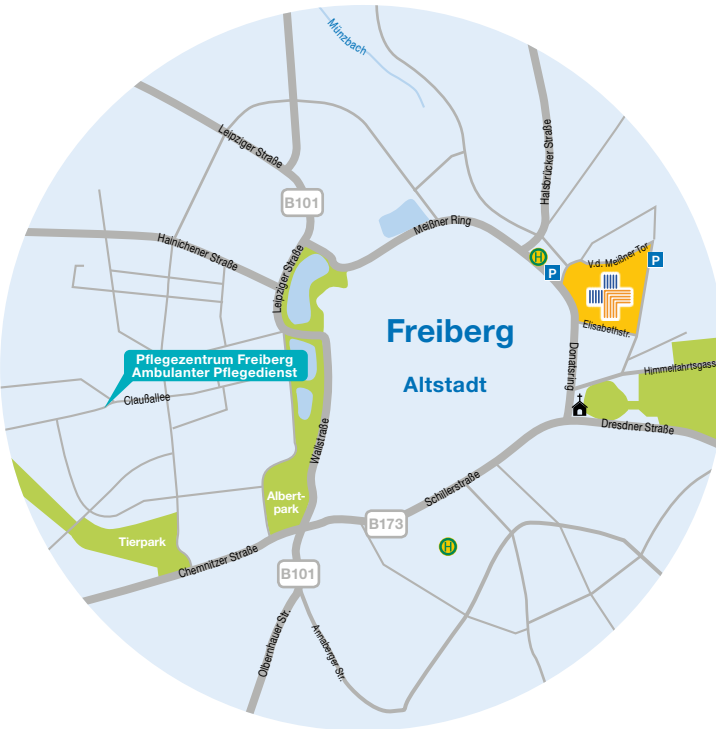 Münzbach
Leipziger Straße
Halsbrücker Straße
B101
Meißner Ring
Hainichener Straße
Leipziger Straße
H
V.d. Meißner Tor
P
P
Freiberg
Elisabethstr.
Donatsring
Pflegezentrum Freiberg
Ambulanter Pflegedienst
Altstadt
Himmelfahrtsgass
Claußallee
Dresdner Straße
Wallstraße
Schillerstraße
Albert-
park
B173
Tierpark
H
Chemnitzer Straße
B101
Olbernhauer Str.
Annaberger Str.